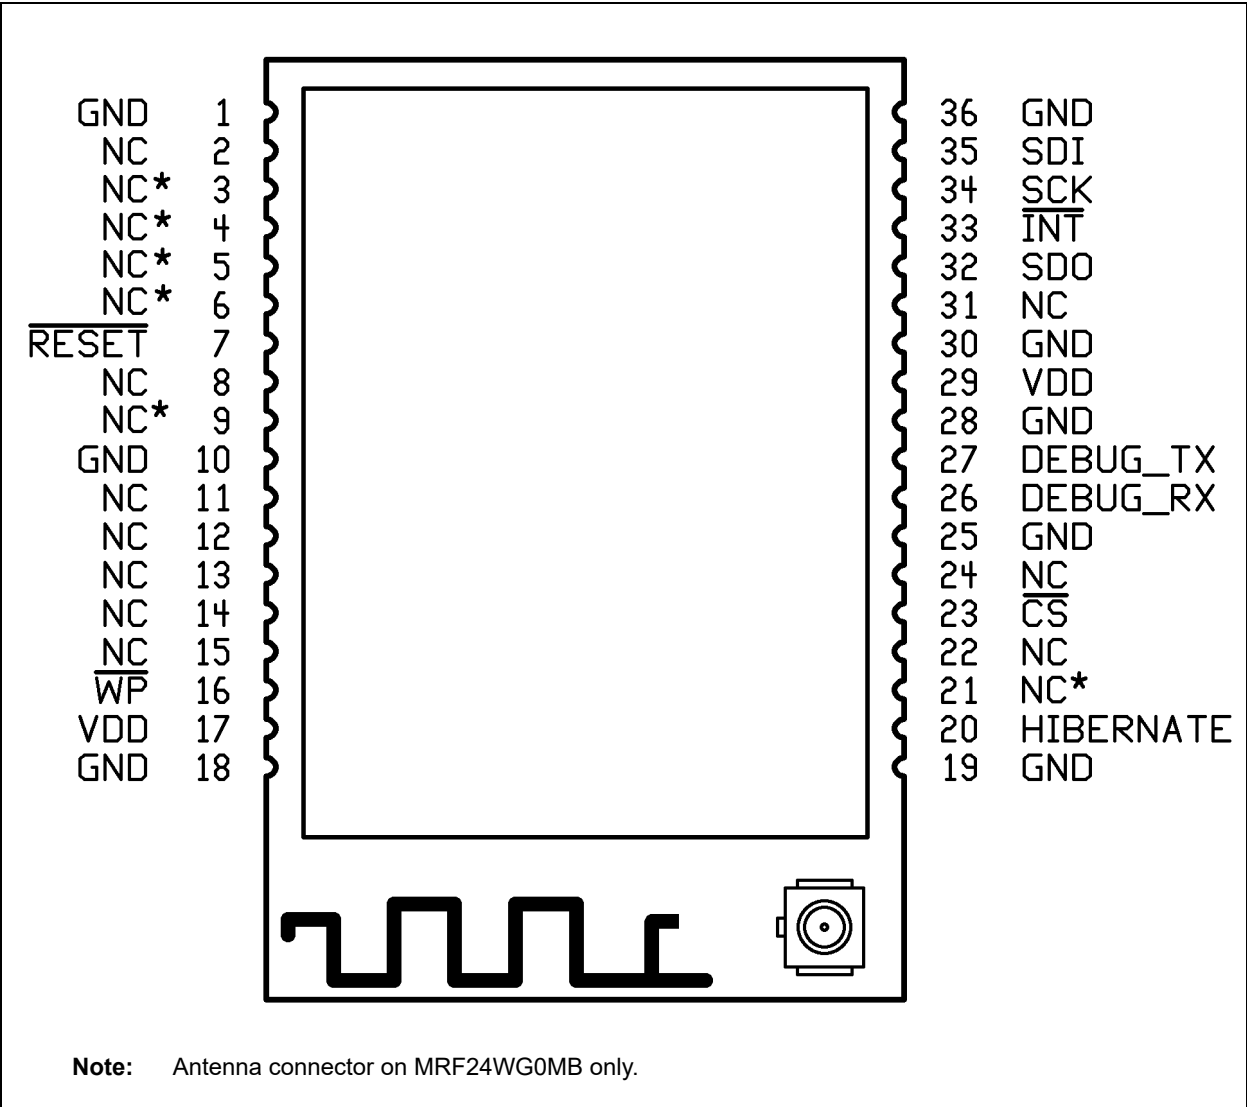 GND 1 36 GND
NC 2 35 SDI
NC* 3 34 SCK
NC* 4 33 INT
NC* 5 32 SDO
NC* 6 31 NC
RESET 7 30 GND
NC 8 29 VDD
NC* 9 28 GND
GND 10 27 DEBUG_TX
NC 11 26 DEBUG_RX
NC 12 25 GND
NC 13 24 NC
NC 14 23 CS
NC 15 22 NC
WP 16 21 NC*
VDD 17 20 HIBERNATE
GND 18 19 GND
Note: Antenna connector on MRF24WG0MB only.